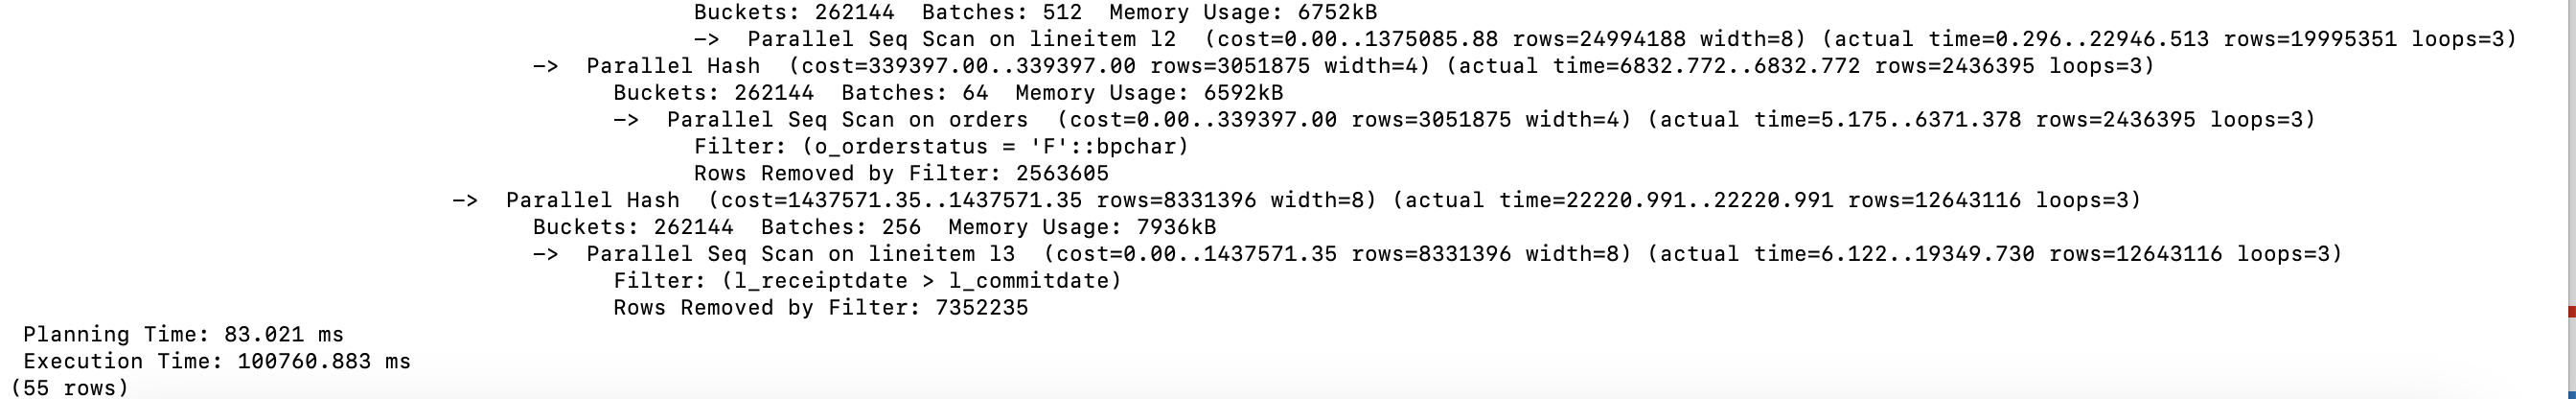 Buckets: 262144  Batches: 512  Memory Usage: 6752kB
->  Parallel Seq Scan on lineitem l2  (cost=0.00..1375085.88 rows=24994188 width=8) (actual time=0.296..22946.513 rows=19995351 loops=3)
->  Parallel Hash  (cost=339397.00..339397.00 rows=3051875 width=4) (actual time=6832.772..6832.772 rows=2436395 loops=3)
Buckets: 262144  Batches: 64  Memory Usage: 6592kB
->  Parallel Seq Scan on orders  (cost=0.00..339397.00 rows=3051875 width=4) (actual time=5.175..6371.378 rows=2436395 loops=3)
Filter: (o_orderstatus = 'F'::bpchar)
Rows Removed by Filter: 2563605
->  Parallel Hash  (cost=1437571.35..1437571.35 rows=8331396 width=8) (actual time=22220.991..22220.991 rows=12643116 loops=3)
Buckets: 262144  Batches: 256  Memory Usage: 7936kB
->  Parallel Seq Scan on lineitem l3  (cost=0.00..1437571.35 rows=8331396 width=8) (actual time=6.122..19349.730 rows=12643116 loops=3)
Filter: (l_receiptdate > l_commitdate)
Rows Removed by Filter: 7352235
Planning Time: 83.021 ms
Execution Time: 100760.883 ms
(55 rows)